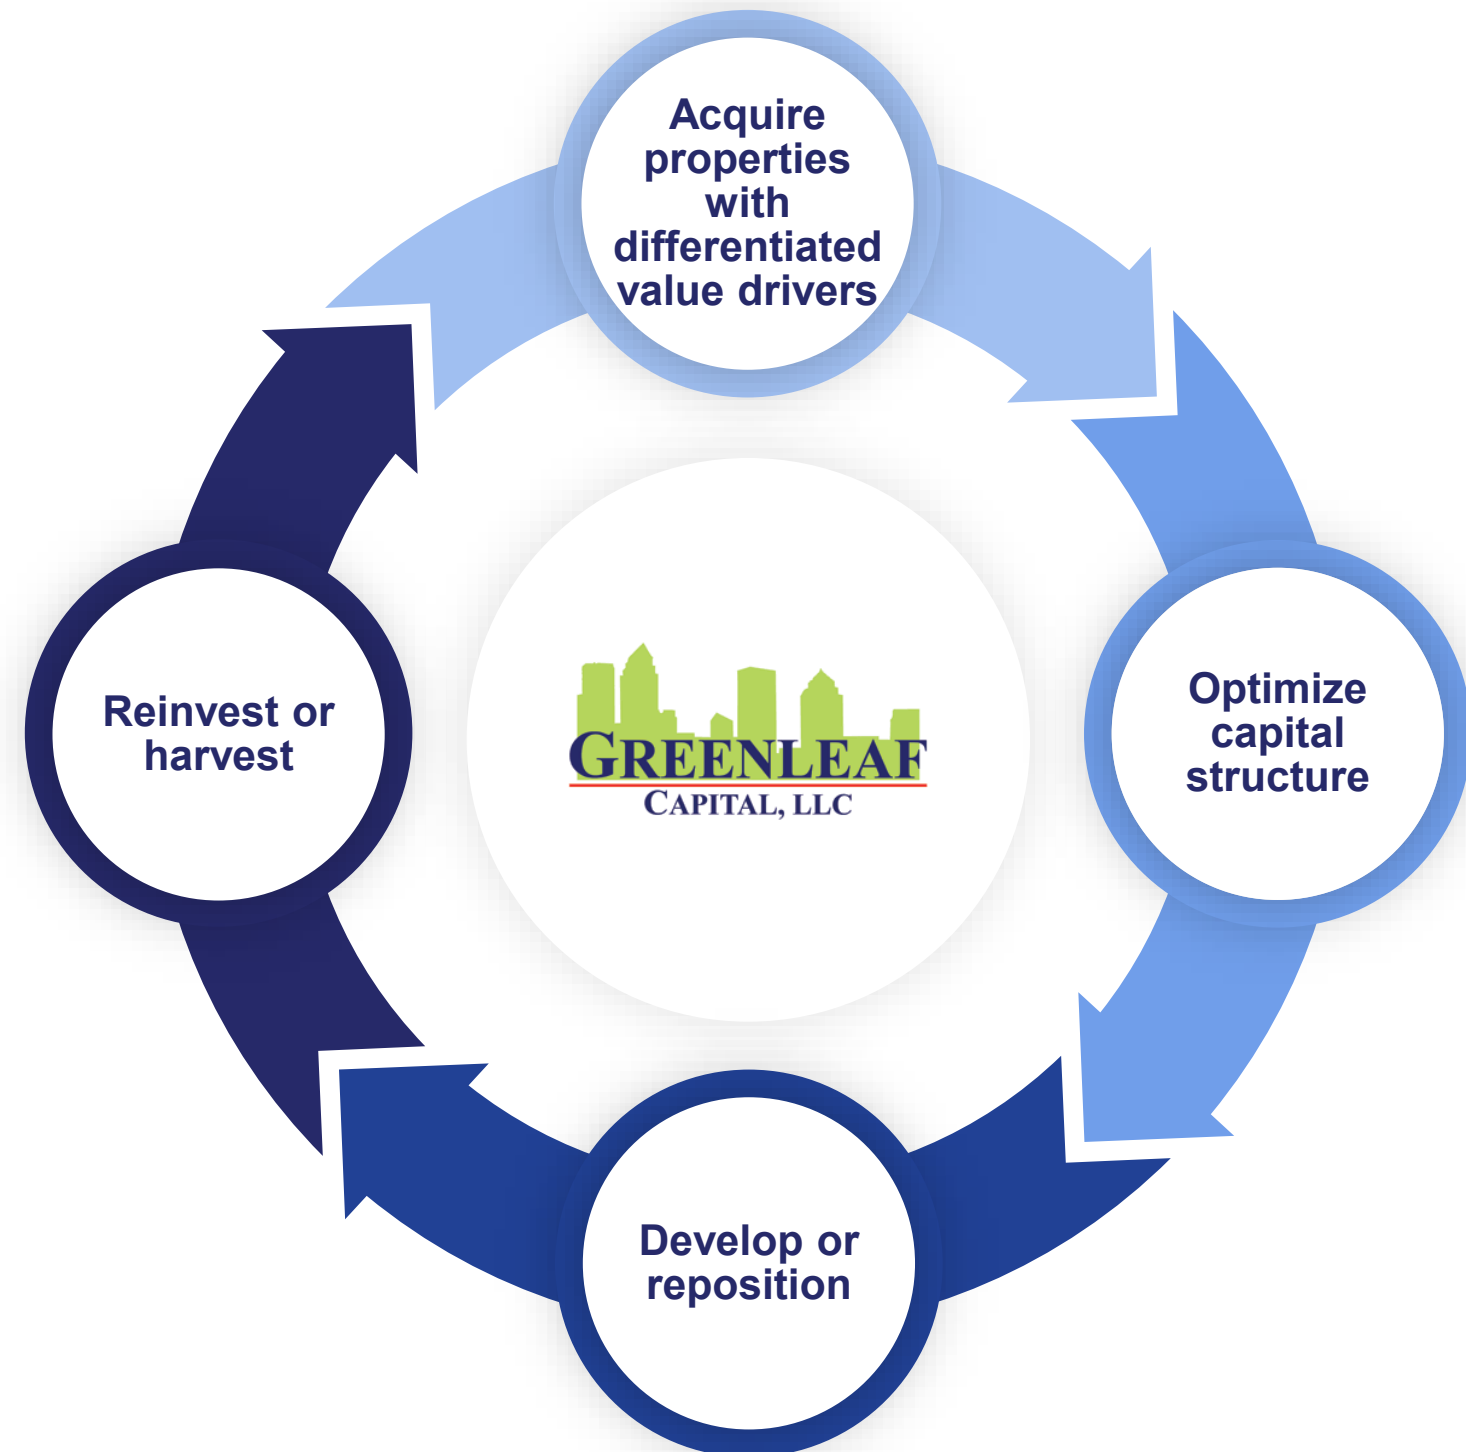 Acquire
properties
with
differentiated
value drivers
Optimize
capital
structure
Develop or
reposition
Reinvest or
harvest
GREENLEAF
CAPITAL, LLC